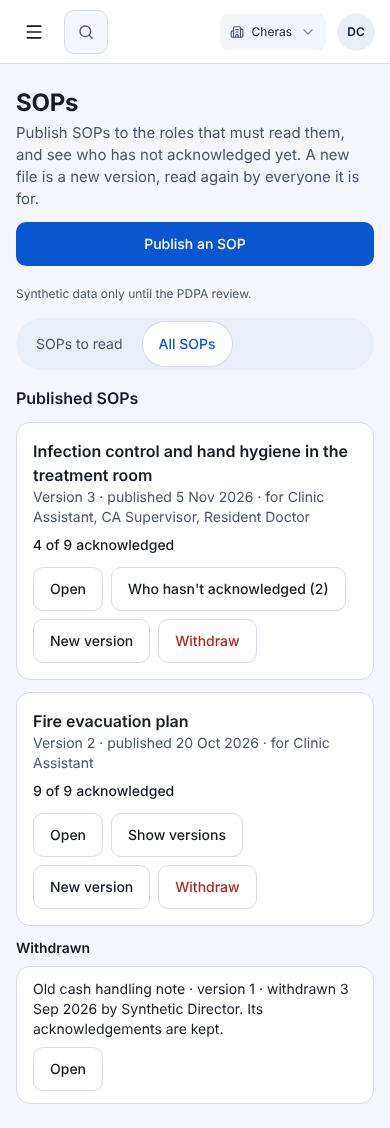 Cheras
DC
SOPs
Publish SOPs to the roles that must read them,
and see who has not acknowledged yet. A new
file is a new version, read again by everyone it is
for.
Publish an SOP
Synthetic data only until the PDPA review.
SOPs to read
All SOPs
Published SOPs
Infection control and hand hygiene in the
treatment room
Version 3 · published 5 Nov 2026 · for Clinic
Assistant, CA Supervisor, Resident Doctor
4 of 9 acknowledged
Open
Who hasn't acknowledged (2)
New version
Withdraw
Fire evacuation plan
Version 2 · published 20 Oct 2026 · for Clinic
Assistant
9 of 9 acknowledged
Open
Show versions
New version
Withdraw
Withdrawn
Old cash handling note · version 1 · withdrawn 3
Sep 2026 by Synthetic Director. Its
acknowledgements are kept.
Open